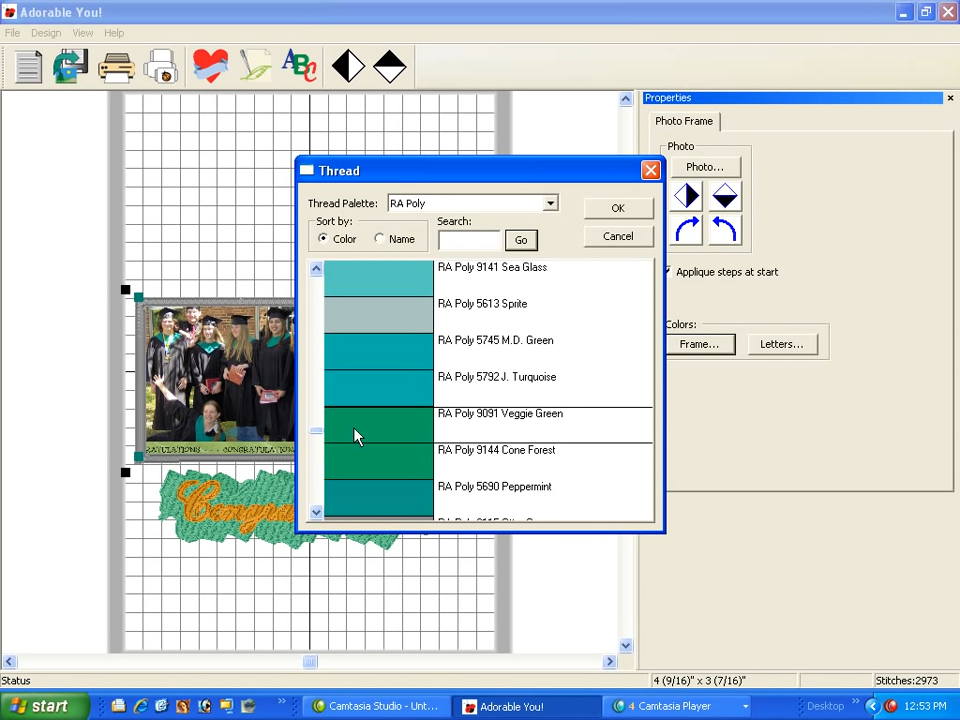 Adorable You!
File Design View Help
ABC
Properties
Photo Frame
Photo
Photo...
Applique steps at start
Colors:
Frame... Letters...
Thread
Thread Palette: RA Poly
OK
Sort by:
Color Name
Search:
Go
Cancel
RA Poly 9141 Sea Glass
RA Poly 5613 Sprite
RA Poly 5745 M.D. Green
RA Poly 5792 J. Turquoise
RA Poly 9091 Veggie Green
RA Poly 9144 Cone Forest
RA Poly 5690 Peppermint
Status
4 (9/16)" x 3 (7/16)"
Stitches:2973
start
Camtasia Studio - Unt...
Adorable You!
4 Camtasia Player
Desktop
12:53 PM